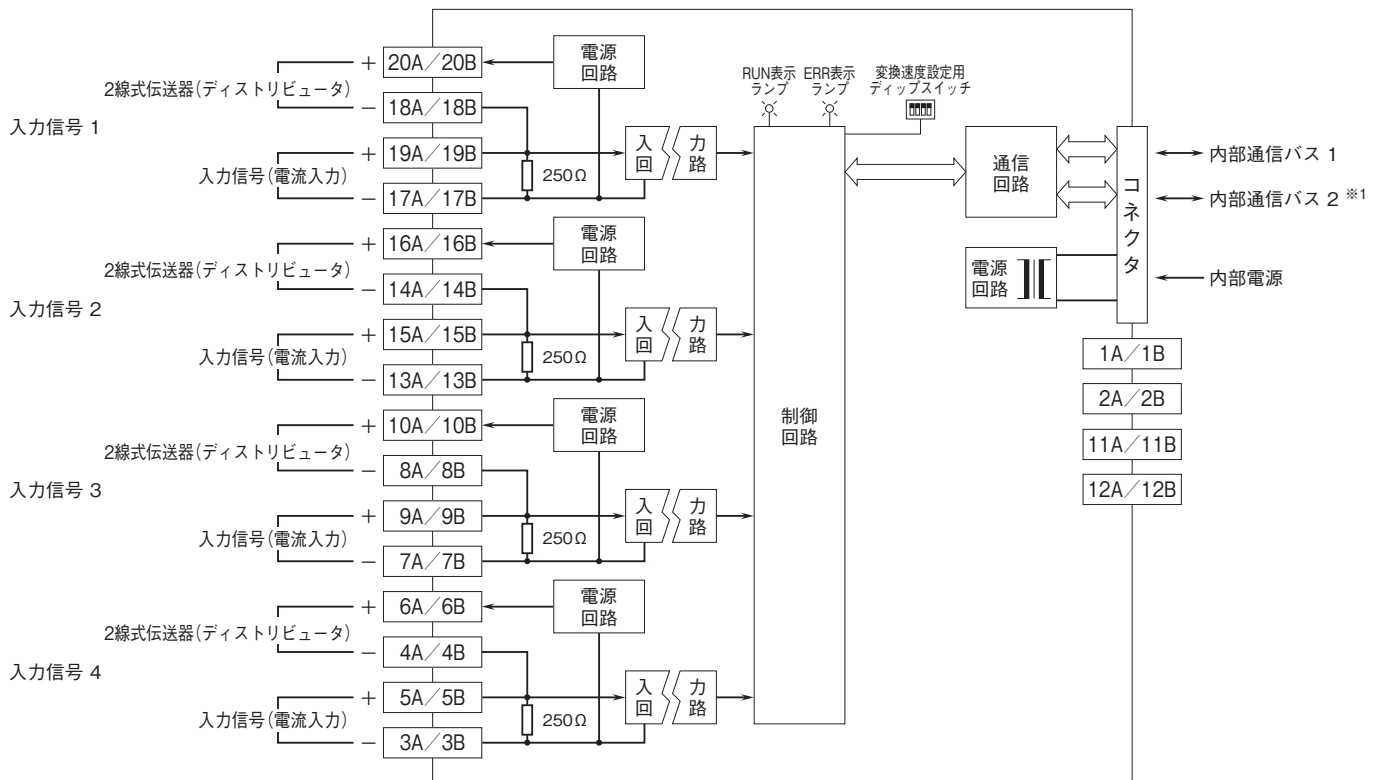 入力信号 1
2線式伝送器(ディストリビュータ)
+
20A/20B
−
18A/18B
入力信号(電流入力)
+
19A/19B
−
17A/17B
電源
回路
250Ω
入
回
力
路
入力信号 2
2線式伝送器(ディストリビュータ)
+
16A/16B
−
14A/14B
入力信号(電流入力)
+
15A/15B
−
13A/13B
電源
回路
250Ω
入
回
力
路
入力信号 3
2線式伝送器(ディストリビュータ)
+
10A/10B
−
8A/8B
入力信号(電流入力)
+
9A/9B
−
7A/7B
電源
回路
250Ω
入
回
力
路
入力信号 4
2線式伝送器(ディストリビュータ)
+
6A/6B
−
4A/4B
入力信号(電流入力)
+
5A/5B
−
3A/3B
電源
回路
250Ω
入
回
力
路
RUN表示
ランプ
ERR表示
ランプ
変換速度設定用
ディップスイッチ
制御
回路
通信
回路
電源
回路
コネクタ
内部通信バス 1
内部通信バス 2 ※1
内部電源
1A/1B
2A/2B
11A/11B
12A/12B